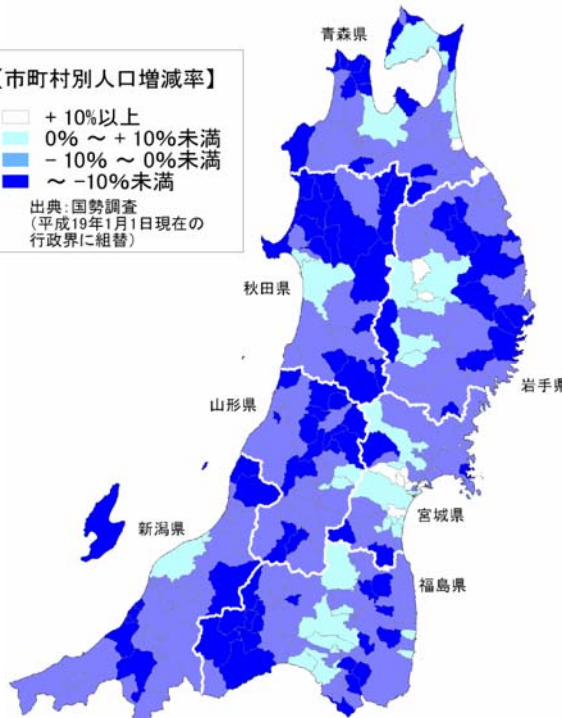 青森県
【市町村別人口増減率】
+ 10%以上
0% ~ + 10%未満
- 10% ~ 0%未満
~ -10%未満
出典:国勢調査
(平成19年1月1日現在の
行政界に組替)
秋田県
岩手県
山形県
宮城県
新潟県
福島県